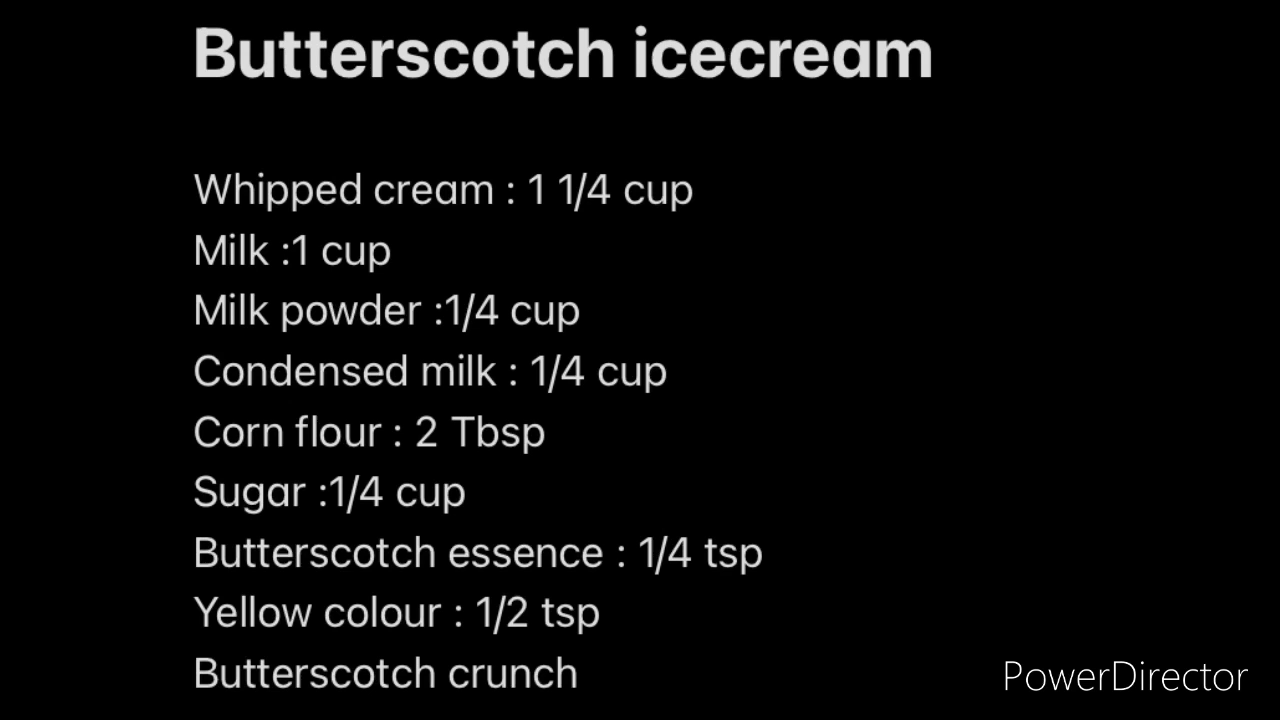 Butterscotch icecream
Whipped cream : 1 1/4 cup
Milk :1 cup
Milk powder :1/4 cup
Condensed milk : 1/4 cup
Corn flour : 2 Tbsp
Sugar :1/4 cup
Butterscotch essence : 1/4 tsp
Yellow colour : 1/2 tsp
Butterscotch crunch
PowerDirector